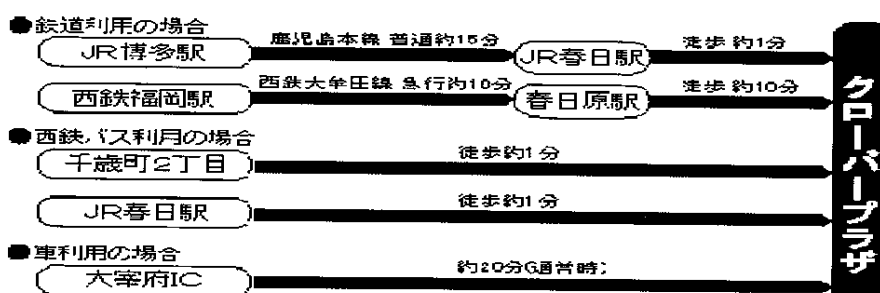 ●鉄道利用の場合
JR博多駅 鹿児島本線 普通約15分 JR春日駅 徒歩 約1分
西鉄福岡駅 西鉄大牟田線 急行約10分 春日原駅 徒歩 約10分
●西鉄バス利用の場合
千歳町2丁目 徒歩約1分
JR春日駅 徒歩約1分
●車利用の場合
大宰府IC 約20分(通常時)
クローバープラザ